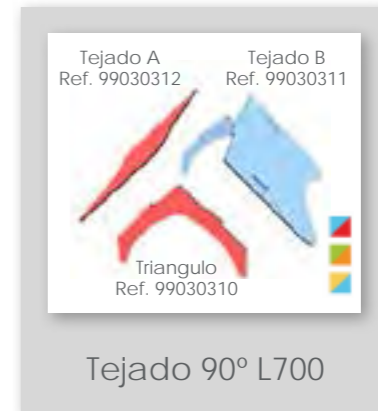 Tejado A
Ref. 99030312
Tejado B
Ref. 99030311
Triangulo
Ref. 99030310
Tejado 90º L700